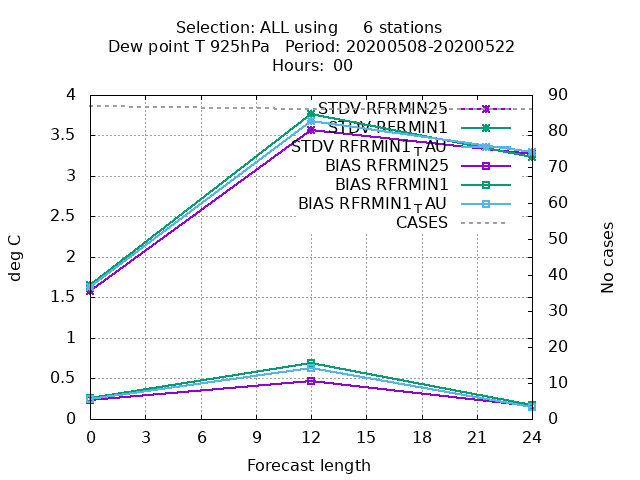 Selection: ALL using     6 stations
Dew point T 925hPa   Period: 20200508-20200522
Hours:  00
4
3.5
3
2.5
2
1.5
1
0.5
0
90
80
70
60
50
40
30
20
10
0
deg C
No cases
STDV RFRMIN25
STDV RFRMIN1
STDV RFRMIN1TAU
BIAS RFRMIN25
BIAS RFRMIN1
BIAS RFRMIN1TAU
CASES
0 3 6 9 12 15 18 21 24
Forecast length